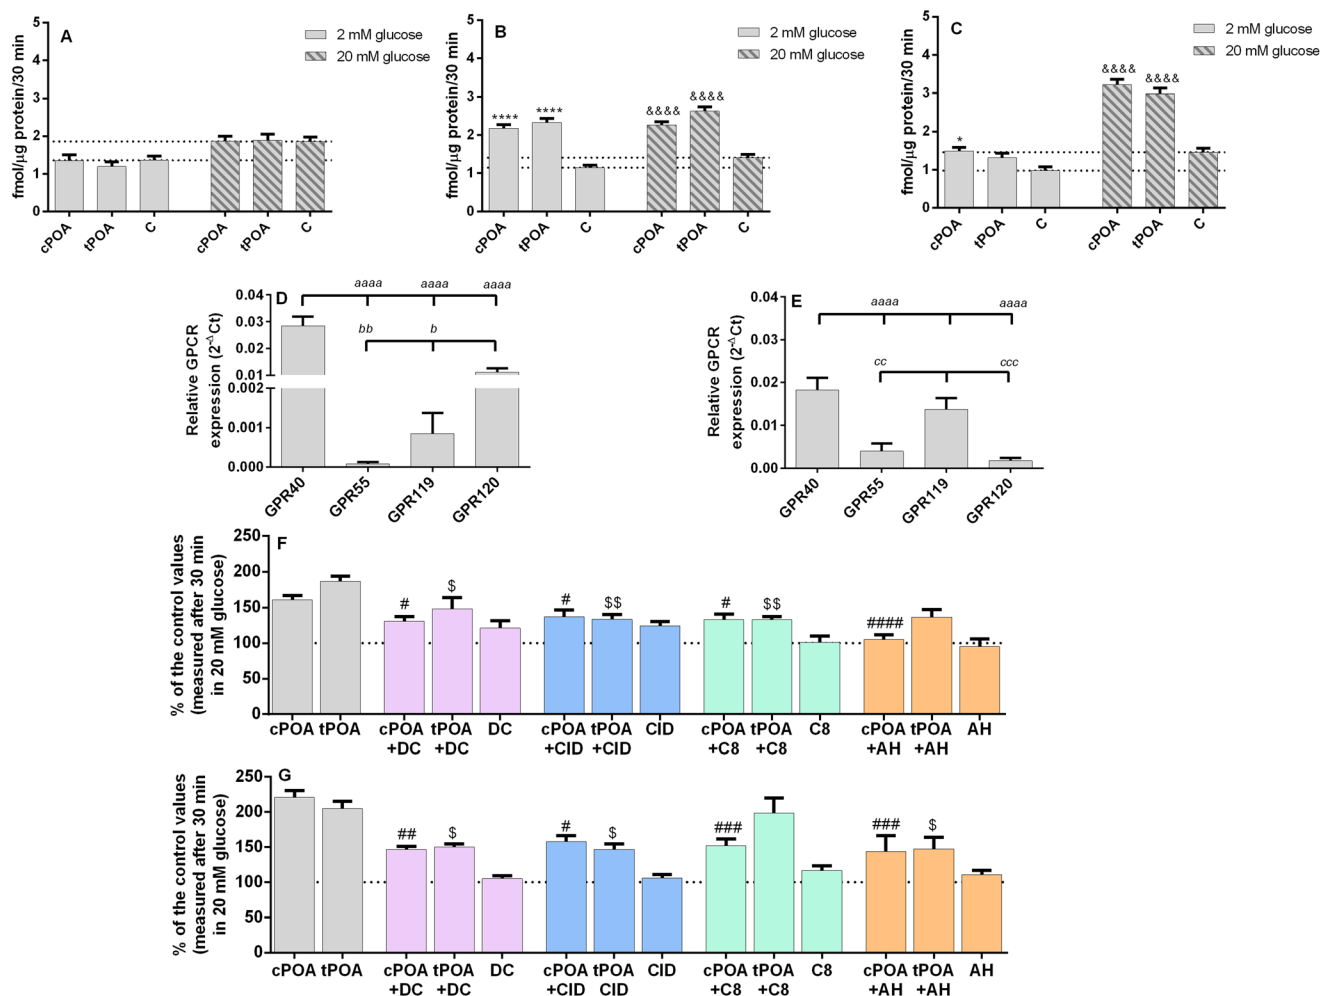 A
2 mM glucose
20 mM glucose
fmol/µg protein/30 min
5
4
3
2
1
0
cPOA tPOA C cPOA tPOA C
B
2 mM glucose
20 mM glucose
fmol/µg protein/30 min
5
4
3
2
1
0
**** **** &&&& &&&&
cPOA tPOA C cPOA tPOA C
C
2 mM glucose
20 mM glucose
fmol/µg protein/30 min
5
4
3
2
1
0
* &&&& &&&&
cPOA tPOA C cPOA tPOA C
D
aaaa aaaa aaaa
bb b
Relative GPCR
expression (2-ΔCt)
0.04
0.03
0.02
0.01
0.002
0.001
0.000
GPR40 GPR55 GPR119 GPR120
E
aaaa aaaa
cc ccc
Relative GPCR
expression (2-ΔCt)
0.04
0.03
0.02
0.01
0.00
GPR40 GPR55 GPR119 GPR120
F
% of the control values
(measured after 30 min
in 20 mM glucose)
250
200
150
100
50
0
# $ # $$ # $$ ####
cPOA tPOA cPOA tPOA DC cPOA tPOA CID cPOA tPOA C8 cPOA tPOA AH
+DC +DC +CID +CID +C8 +C8 +AH +AH
G
% of the control values
(measured after 30 min
in 20 mM glucose)
250
200
150
100
50
0
## $ # $ ### ### $
cPOA tPOA cPOA tPOA DC cPOA tPOA CID cPOA tPOA C8 cPOA tPOA AH
+DC +DC +CID CID +C8 +C8 +AH +AH